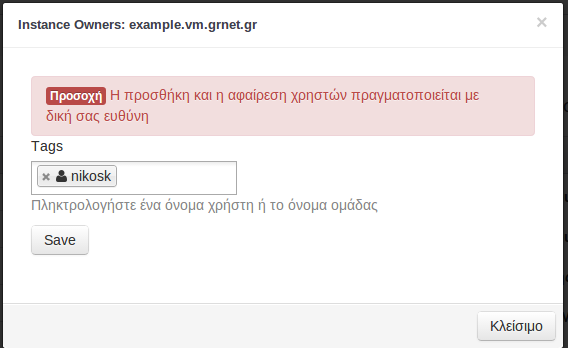 Instance Owners: example.vm.grnet.gr
×
Προσοχή Η προσθήκη και η αφαίρεση χρηστών πραγματοποιείται με
δική σας ευθύνη
Tags
× nikosk
Πληκτρολογήστε ένα όνομα χρήστη ή το όνομα ομάδας
Save
Κλείσιμο